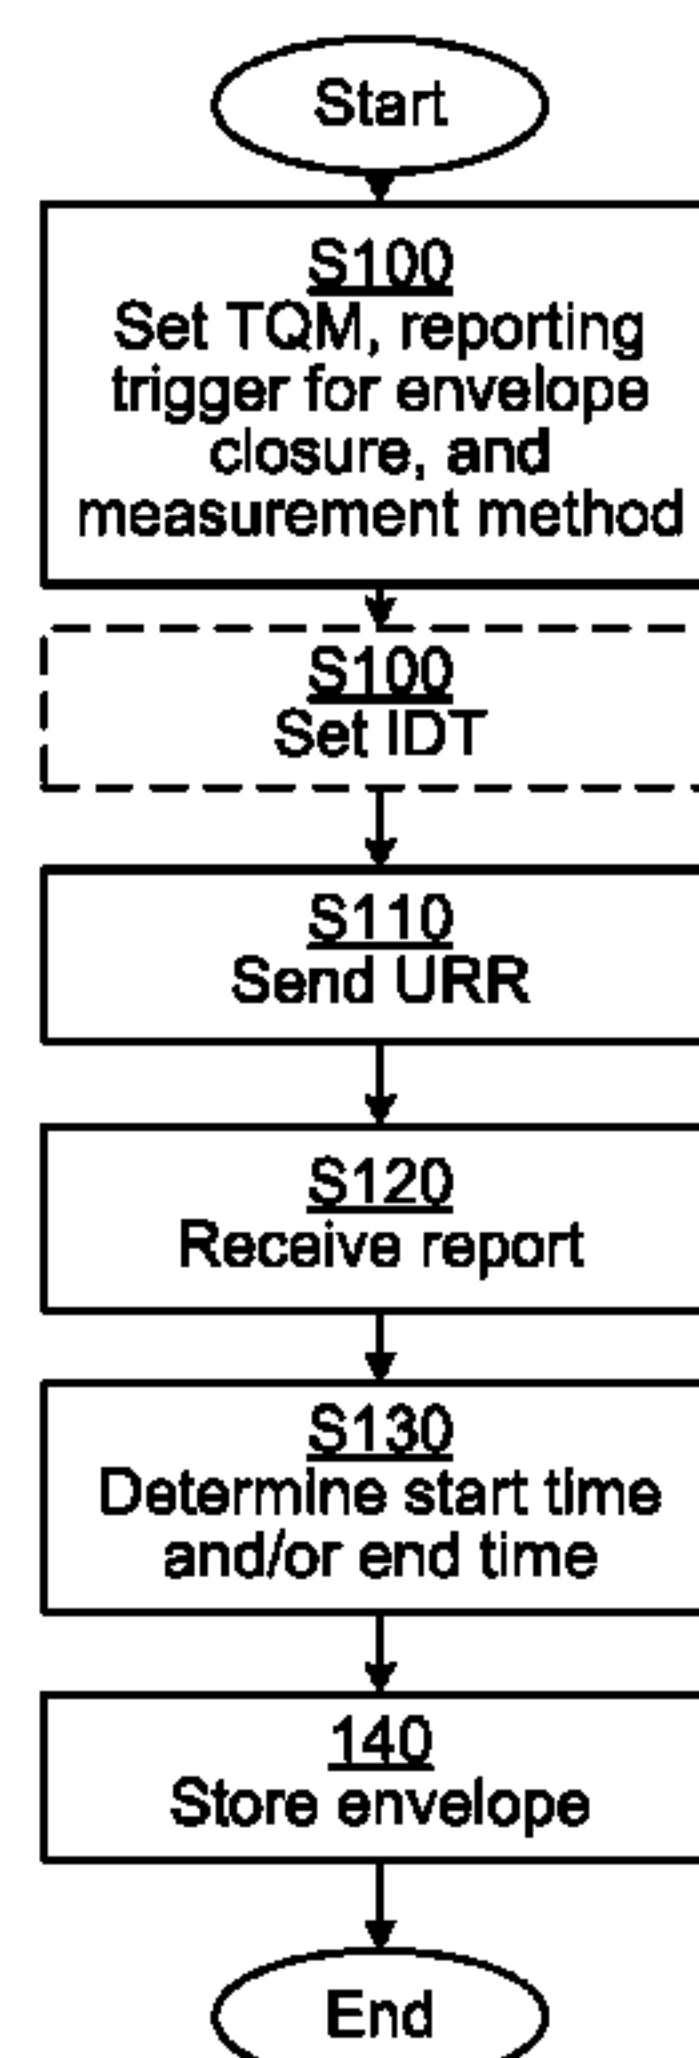 Start
S100
Set TQM, reporting
trigger for envelope
closure, and
measurement method
S100
Set IDT
S110
Send URR
S120
Receive report
S130
Determine start time
and/or end time
140
Store envelope
End